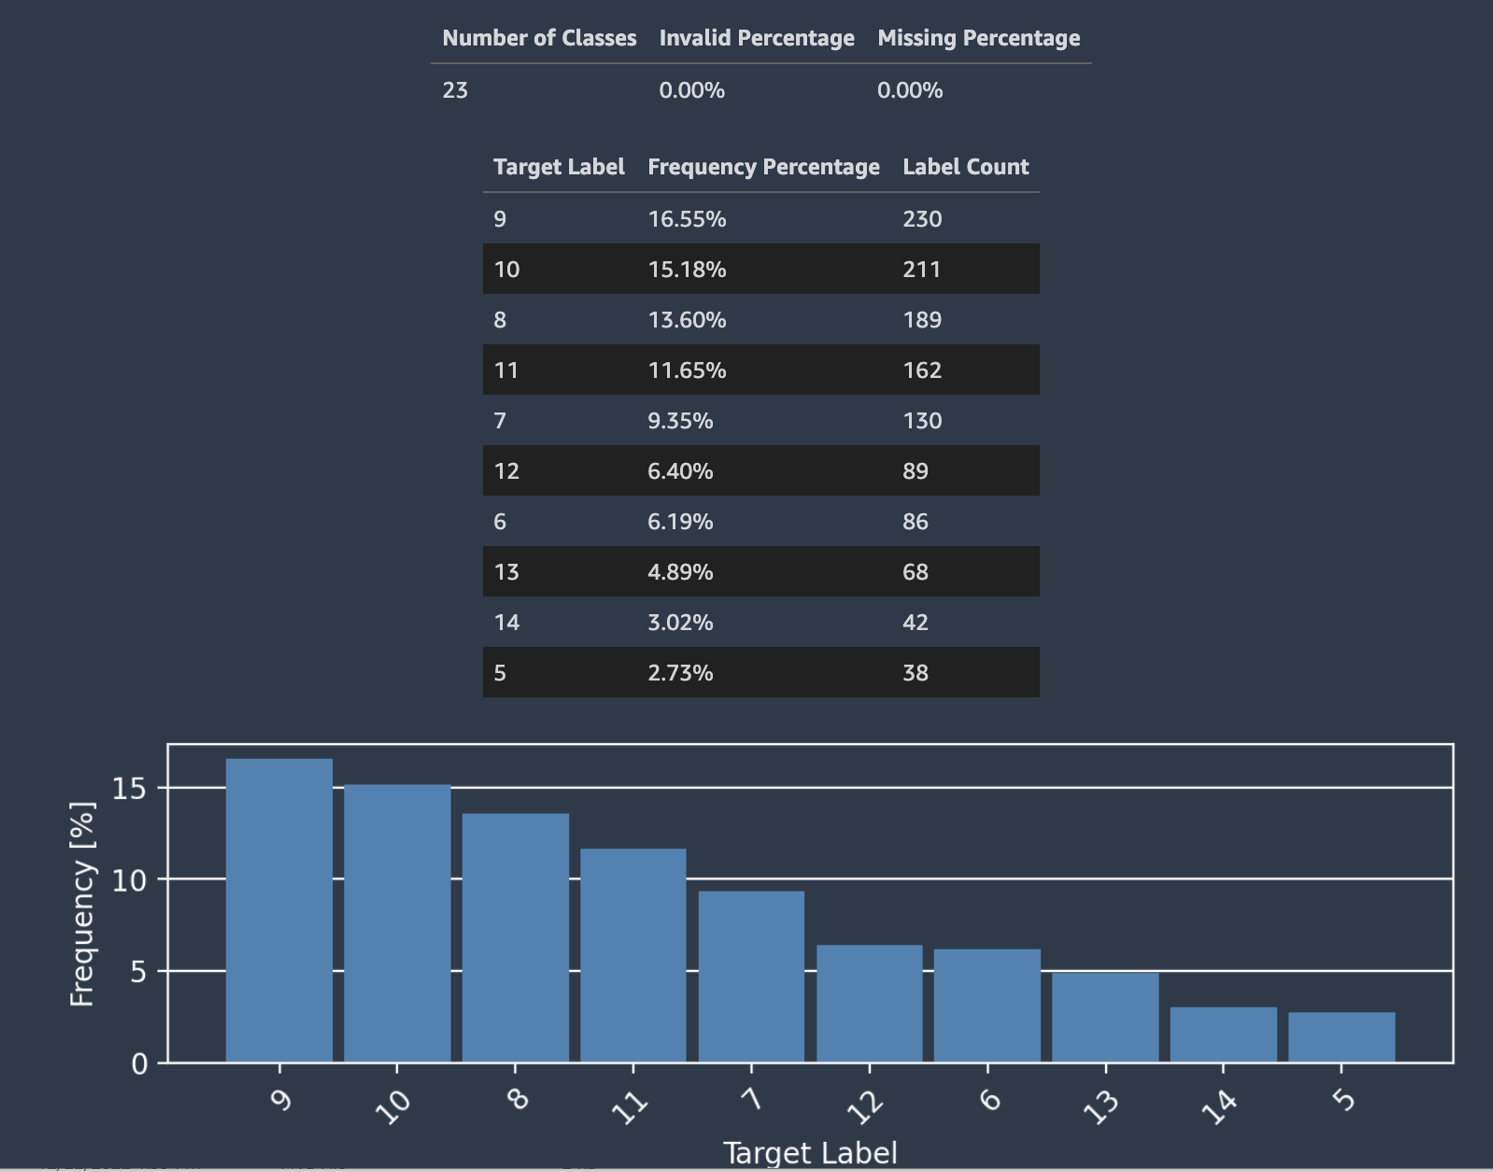 Number of Classes Invalid Percentage Missing Percentage
23 0.00% 0.00%
Target Label Frequency Percentage Label Count
9 16.55% 230
10 15.18% 211
8 13.60% 189
11 11.65% 162
7 9.35% 130
12 6.40% 89
6 6.19% 86
13 4.89% 68
14 3.02% 42
5 2.73% 38
15
10
5
0
Frequency [%]
9 10 8 11 7 12 6 13 14 5
Target Label